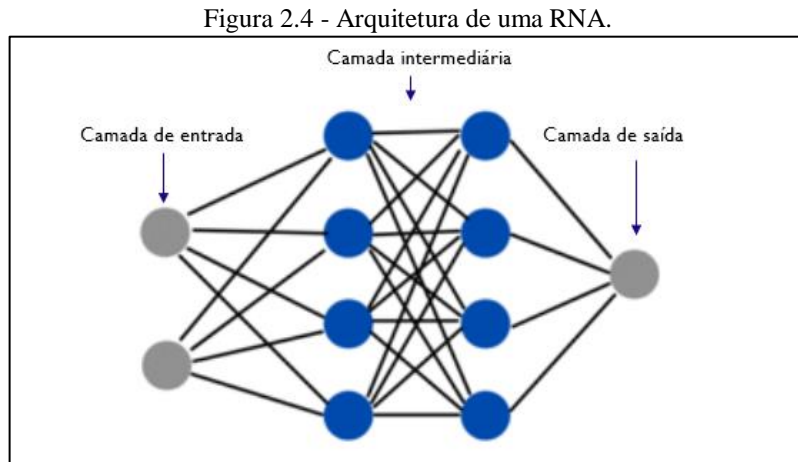 Figura 2.4 - Arquitetura de uma RNA.
Camada intermediária
Camada de entrada
Camada de saída